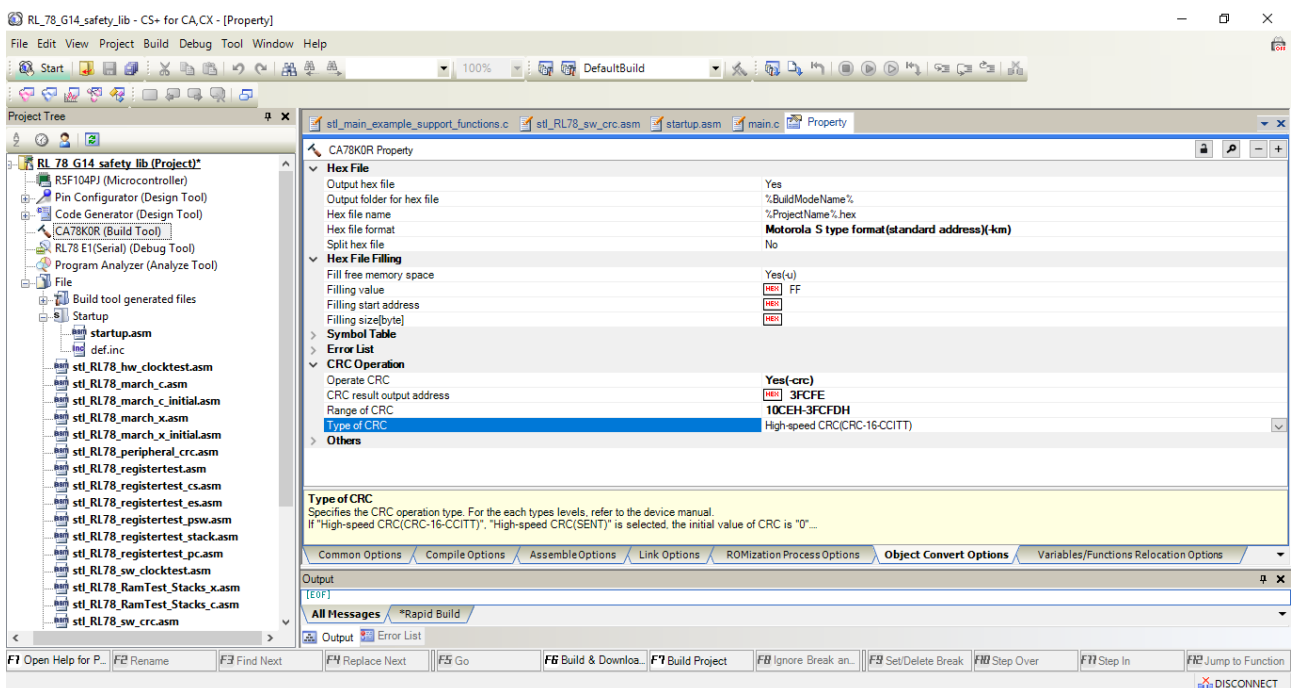 RL_78_G14_safety_lib - CS+ for CA,CX - [Property]
File Edit View Project Build Debug Tool Window Help
Start 100% DefaultBuild
Project Tree
RL_78_G14_safety_lib (Project)*
R5F104PJ (Microcontroller)
Pin Configurator (Design Tool)
Code Generator (Design Tool)
CA78K0R (Build Tool)
RL78 E1(Serial) (Debug Tool)
Program Analyzer (Analyze Tool)
File
Build tool generated files
Startup
startup.asm
def.inc
stl_RL78_hw_clocktest.asm
stl_RL78_march_c.asm
stl_RL78_march_c_initial.asm
stl_RL78_march_x.asm
stl_RL78_march_x_initial.asm
stl_RL78_peripheral_crc.asm
stl_RL78_registertest.asm
stl_RL78_registertest_cs.asm
stl_RL78_registertest_es.asm
stl_RL78_registertest_psw.asm
stl_RL78_registertest_stack.asm
stl_RL78_registertest_pc.asm
stl_RL78_sw_clocktest.asm
stl_RL78_RamTest_Stacks_x.asm
stl_RL78_RamTest_Stacks_c.asm
stl_RL78_sw_crc.asm
stl_main_example_support_functions.c stl_RL78_sw_crc.asm startup.asm main.c Property
CA78K0R Property
Hex File
Output hex file Yes
Output folder for hex file %BuildModeName%
Hex file name %ProjectName%.hex
Hex file format Motorola S type format(standard address)(-km)
Split hex file No
Hex File Filling
Fill free memory space Yes(-u)
Filling value HEX FF
Filling start address HEX
Filling size[byte] HEX
Symbol Table
Error List
CRC Operation
Operate CRC Yes(-crc)
CRC result output address HEX 3FCFE
Range of CRC 10CEH-3FCFDH
Type of CRC High-speed CRC(CRC-16-CCITT)
Others
Type of CRC
Specifies the CRC operation type. For the each types levels, refer to the device manual.
If "High-speed CRC(CRC-16-CCITT)", "High-speed CRC(SENT)" is selected, the initial value of CRC is "0"....
Common Options Compile Options Assemble Options Link Options ROMization Process Options Object Convert Options Variables/Functions Relocation Options
Output
[EOF]
All Messages *Rapid Build
Output Error List
F1 Open Help for P... F2 Rename F3 Find Next F4 Replace Next F5 Go F6 Build & Downloa... F7 Build Project F8 Ignore Break an... F9 Set/Delete Break F10 Step Over F11 Step In F12 Jump to Function
DISCONNECT